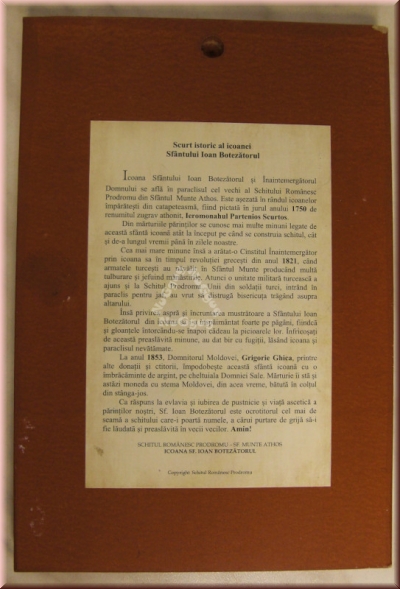 Scurt istoric al icoanei
Sfântului Ioan Botezătorul
Icoana Sfântului Ioan Botezătorul și Înaintemergătorul
Domnului se află în paraclisul cel vechi al Schitului Românesc
Prodromu din Sfântul Munte Athos. Este așezată în rândul icoanelor
împărătești din catapeteasmă, fiind pictată în jurul anului 1750 de
renumitul zugrav athonit, Ieromonahul Partenios Scurtos.
Din mărturiile părinților se cunosc mai multe minuni legate de
această sfântă icoană atât la început pe când se construia schitul, cât
și de-a lungul vremii până în zilele noastre.
Cea mai mare minune însă a arătat-o Cinstitul Înaintemergător
prin icoana sa în timpul revoluției grecești din anul 1821, când
armatele turcești au în Sfântul Munte producând multă
tulburare și jefuind mănăstirile. Atunci o unitate militară turcească a
ajuns și la Schitul Prodromu. Unii din soldații turci, intrând în
paraclis pentru jaf, au vrut să distrugă biserica trăgând asupra
altarului.
Însă privirea aspră și încruntarea mustrătoare a Sfântului Ioan
Botezătorul din icoană i-a înspăimântat foarte pe păgâni, fiindcă
și gloanțele întorcându-se înapoi cădeau la picioarele lor. Înfricoșați
de această preaslăvită minune, au dat bir cu fugiții, lăsând icoana și
paraclisul nevătămate.
La anul 1853, Domnitorul Moldovei, Grigorie Ghica, printre
alte donații și ctitorii, împodobește această sfântă icoană cu o
îmbrăcăminte de argint, pe cheltuiala Domniei Sale. Mărturie îi stă și
astăzi moneda cu stema Moldovei, din acea vreme, bătută în colțul
din stânga-jos.
Ca răspuns la evlavia și iubirea de pustnicie și viață ascetică a
părinților noștri, Sf. Ioan Botezătorul este ocrotitorul cel mai de
seamă a schitului care-i poartă numele, a cărui purtare de grijă să-i
fie lăudată și preaslăvită în vecii vecilor. Amin!
SCHITUL ROMÂNESC PRODROMU - SF. MUNTE ATHOS
ICOANA SF. IOAN BOTEZĂTORUL
Copyright Schitul Românesc Prodromu